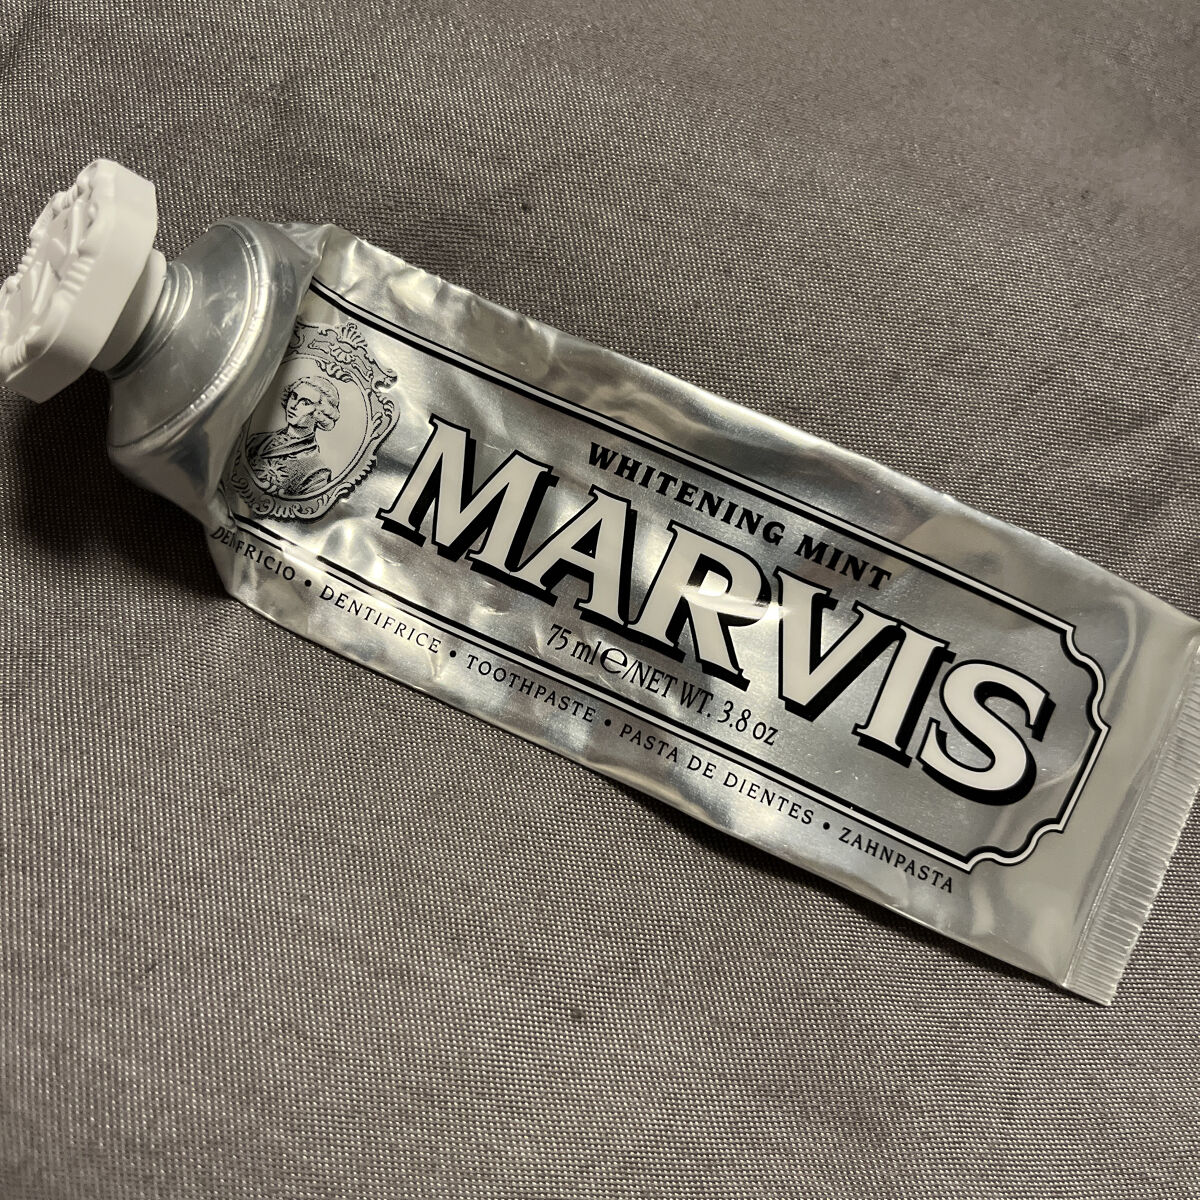 WHITENING MINT
MARVIS
75 ml ℮/NET WT. 3.8 oz
DENTIFRICIO • DENTIFRICE • TOOTHPASTE • PASTA DE DIENTES • ZAHNPASTA